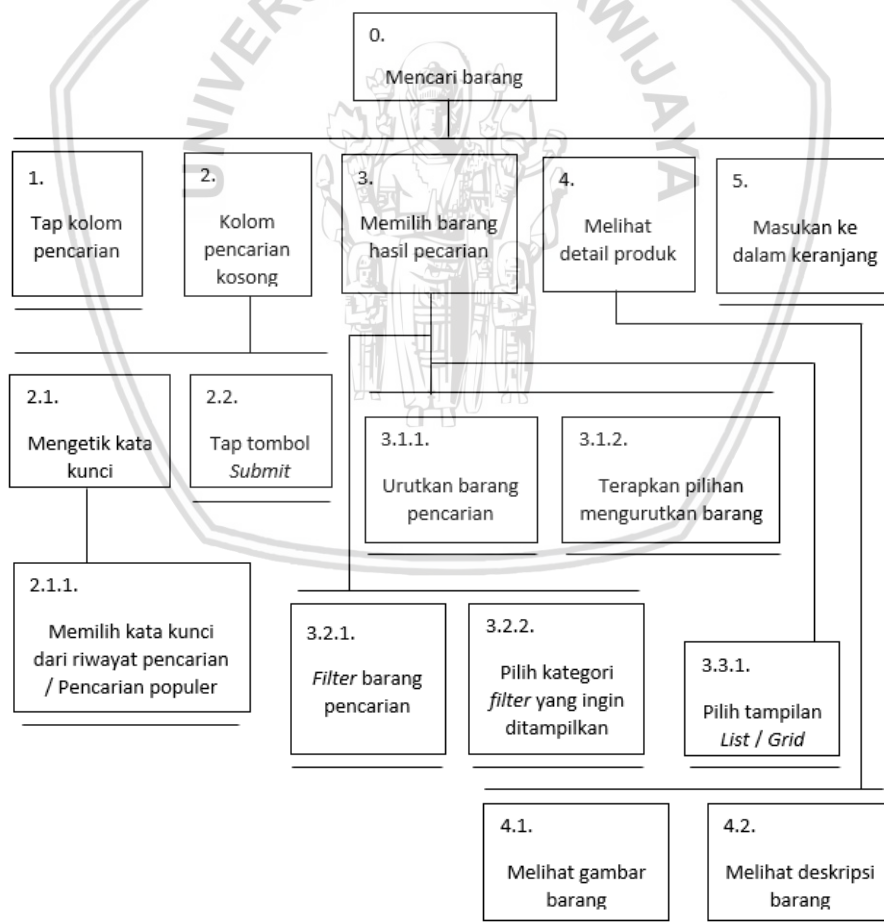 UNIVERS
AWIJAYA
0.
Mencari barang
1.
Tap kolom
pencarian
2.
Kolom
pencarian
kosong
3.
Memilih barang
hasil pecarian
4.
Melihat
detail produk
5.
Masukan ke
dalam keranjang
2.1.
Mengetik kata
kunci
2.2.
Tap tombol
Submit
3.1.1.
Urutkan barang
pencarian
3.1.2.
Terapkan pilihan
mengurutkan barang
2.1.1.
Memilih kata kunci
dari riwayat pencarian
/ Pencarian populer
3.2.1.
Filter barang
pencarian
3.2.2.
Pilih kategori
filter yang ingin
ditampilkan
3.3.1.
Pilih tampilan
List / Grid
4.1.
Melihat gambar
barang
4.2.
Melihat deskripsi
barang